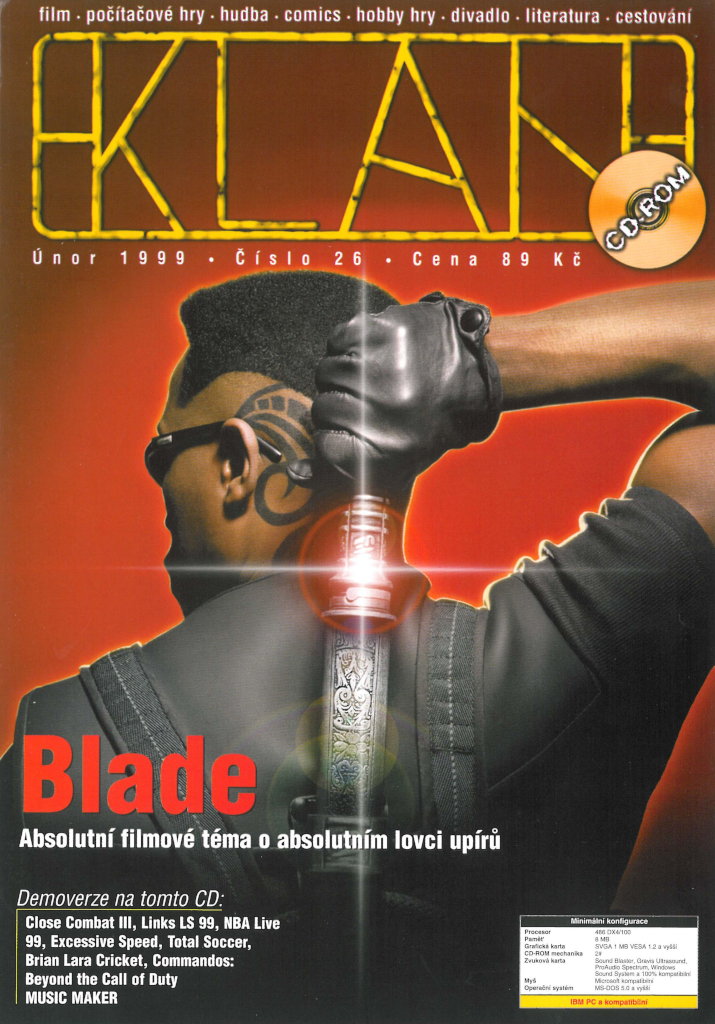 film · počítačové hry · hudba · comics · hobby hry · divadlo · literatura · cestování
KLAN
CD-ROM
Únor 1999 • Číslo 26 • Cena 89 Kč
Blade
Absolutní filmové téma o absolutním lovci upírů
Demoverze na tomto CD:
Close Combat III, Links LS 99, NBA Live
99, Excessive Speed, Total Soccer,
Brian Lara Cricket, Commandos:
Beyond the Call of Duty
MUSIC MAKER
Minimální konfigurace
Procesor 486 DX4/100
Paměť 8 MB
Grafická karta SVGA 1 MB VESA 1.2 a vyšší
CD-ROM mechanika 2#
Zvuková karta Sound Blaster, Gravis Ultrasound,
ProAudio Spectrum, Windows
Sound System a 100% kompatibilní
Myš Microsoft kompatibilní
Operační systém MS-DOS 5.0 a vyšší
IBM PC a kompatibilní